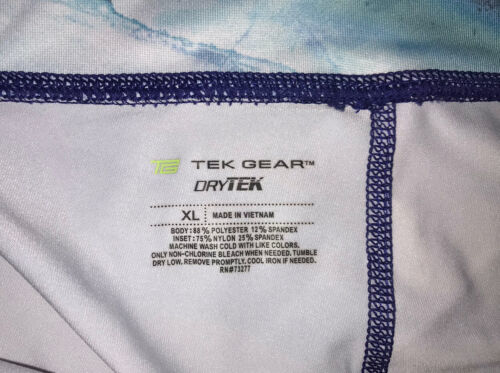 TEK GEAR™
DRYTEK
XL MADE IN VIETNAM
BODY: 88% POLYESTER 12% SPANDEX
INSET: 75% NYLON 25% SPANDEX
MACHINE WASH COLD WITH LIKE COLORS.
ONLY NON-CHLORINE BLEACH WHEN NEEDED. TUMBLE
DRY LOW. REMOVE PROMPTLY. COOL IRON IF NEEDED.
RN#73277